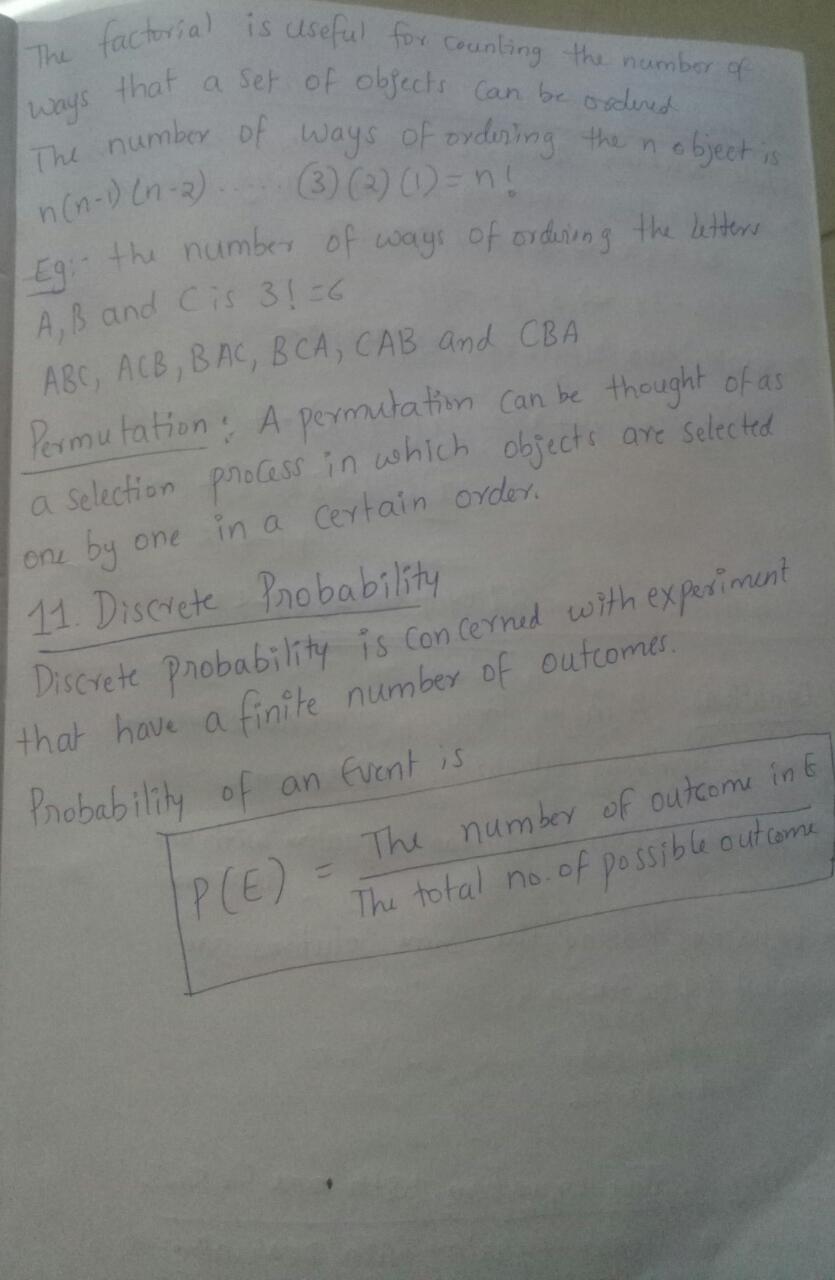 The factorial is useful for counting the number of
ways that a set of objects can be ordered
The number of ways of ordering the n object is
n(n-1)(n-2)...... (3)(2)(1)=n!
Eg:- the number of ways of ordering the letters
A, B and C is 3! =6
ABC, ACB, BAC, BCA, CAB and CBA
Permutation: A permutation can be thought of as
a selection process in which objects are selected
one by one in a certain order.
11. Discrete Probability
Discrete probability is concerned with experiment
that have a finite number of outcomes.
Probability of an Event is
P(E) = The number of outcome in E
The total no. of possible outcome